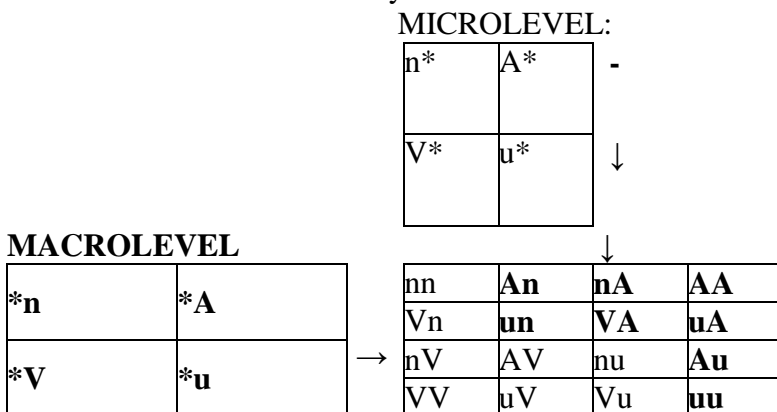 MICROLEVEL:
n* A* -
V* u* ↓
MACROLEVEL ↓
*n *A
*V *u →
nn An nA AA
Vn un VA uA
nV AV nu Au
VV uV Vu uu